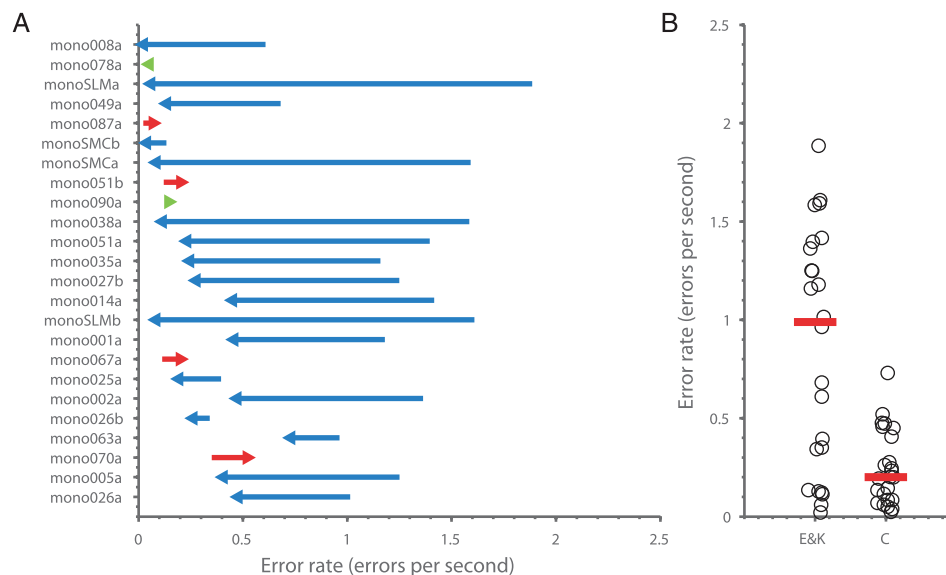 A
mono008a
mono078a
monoSLMa
mono049a
mono087a
monoSMCb
monoSMCa
mono051b
mono090a
mono038a
mono051a
mono035a
mono027b
mono014a
monoSLMb
mono001a
mono067a
mono025a
mono002a
mono026b
mono063a
mono070a
mono005a
mono026a
0 0.5 1 1.5 2 2.5
Error rate (errors per second)
B
Error rate (errors per second)
2.5
2
1.5
1
0.5
0
E&K C